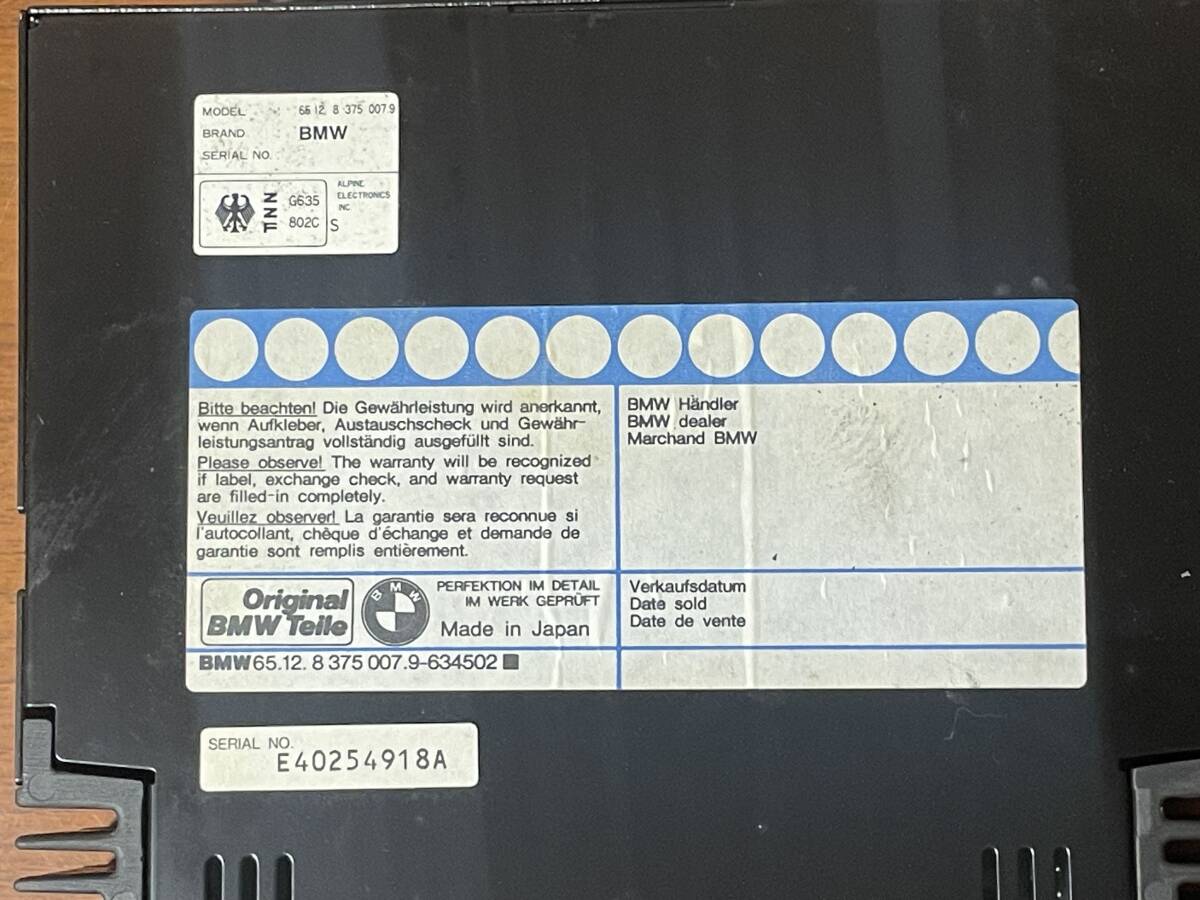 MODEL : 65 12. 8 375 007.9
BRAND BMW
SERIAL NO.
G635
802C S
ALPINE
ELECTRONICS
INC
Bitte beachten! Die Gewährleistung wird anerkannt,
wenn Aufkleber, Austauschscheck und Gewähr-
leistungsantrag vollständig ausgefüllt sind.
Please observe! The warranty will be recognized
if label, exchange check, and warranty request
are filled-in completely.
Veuillez observer! La garantie sera reconnue si
l'autocollant, chèque d'échange et demande de
garantie sont remplis entièrement.
BMW Händler
BMW dealer
Marchand BMW
Original
BMW Teile
BMW
PERFEKTION IM DETAIL
IM WERK GEPRÜFT
Made in Japan
Verkaufsdatum
Date sold
Date de vente
BMW 65.12. 8 375 007.9-634502
SERIAL NO.
E40254918A